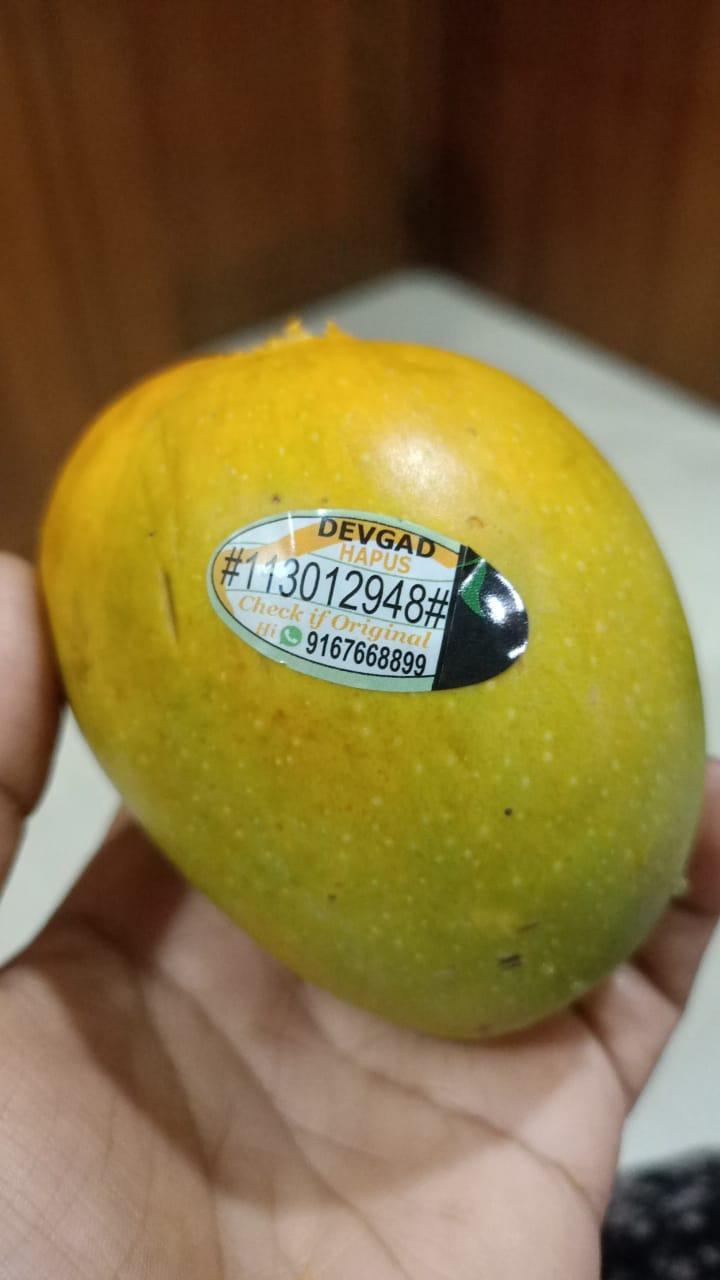 DEVGAD
HAPUS
#113012948#
Check if Original
Hi 9167668899